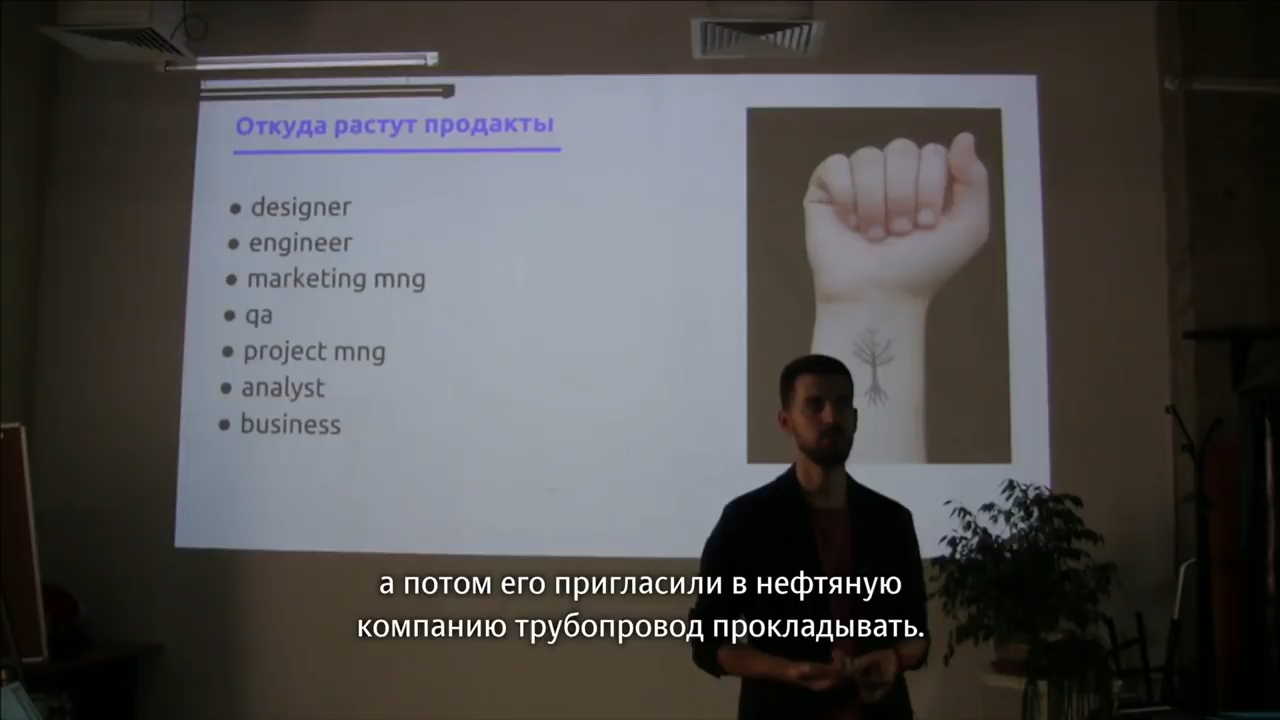 Откуда растут продакты
designer
engineer
marketing mng
qa
project mng
analyst
business
а потом его пригласили в нефтяную
компанию трубопровод прокладывать.